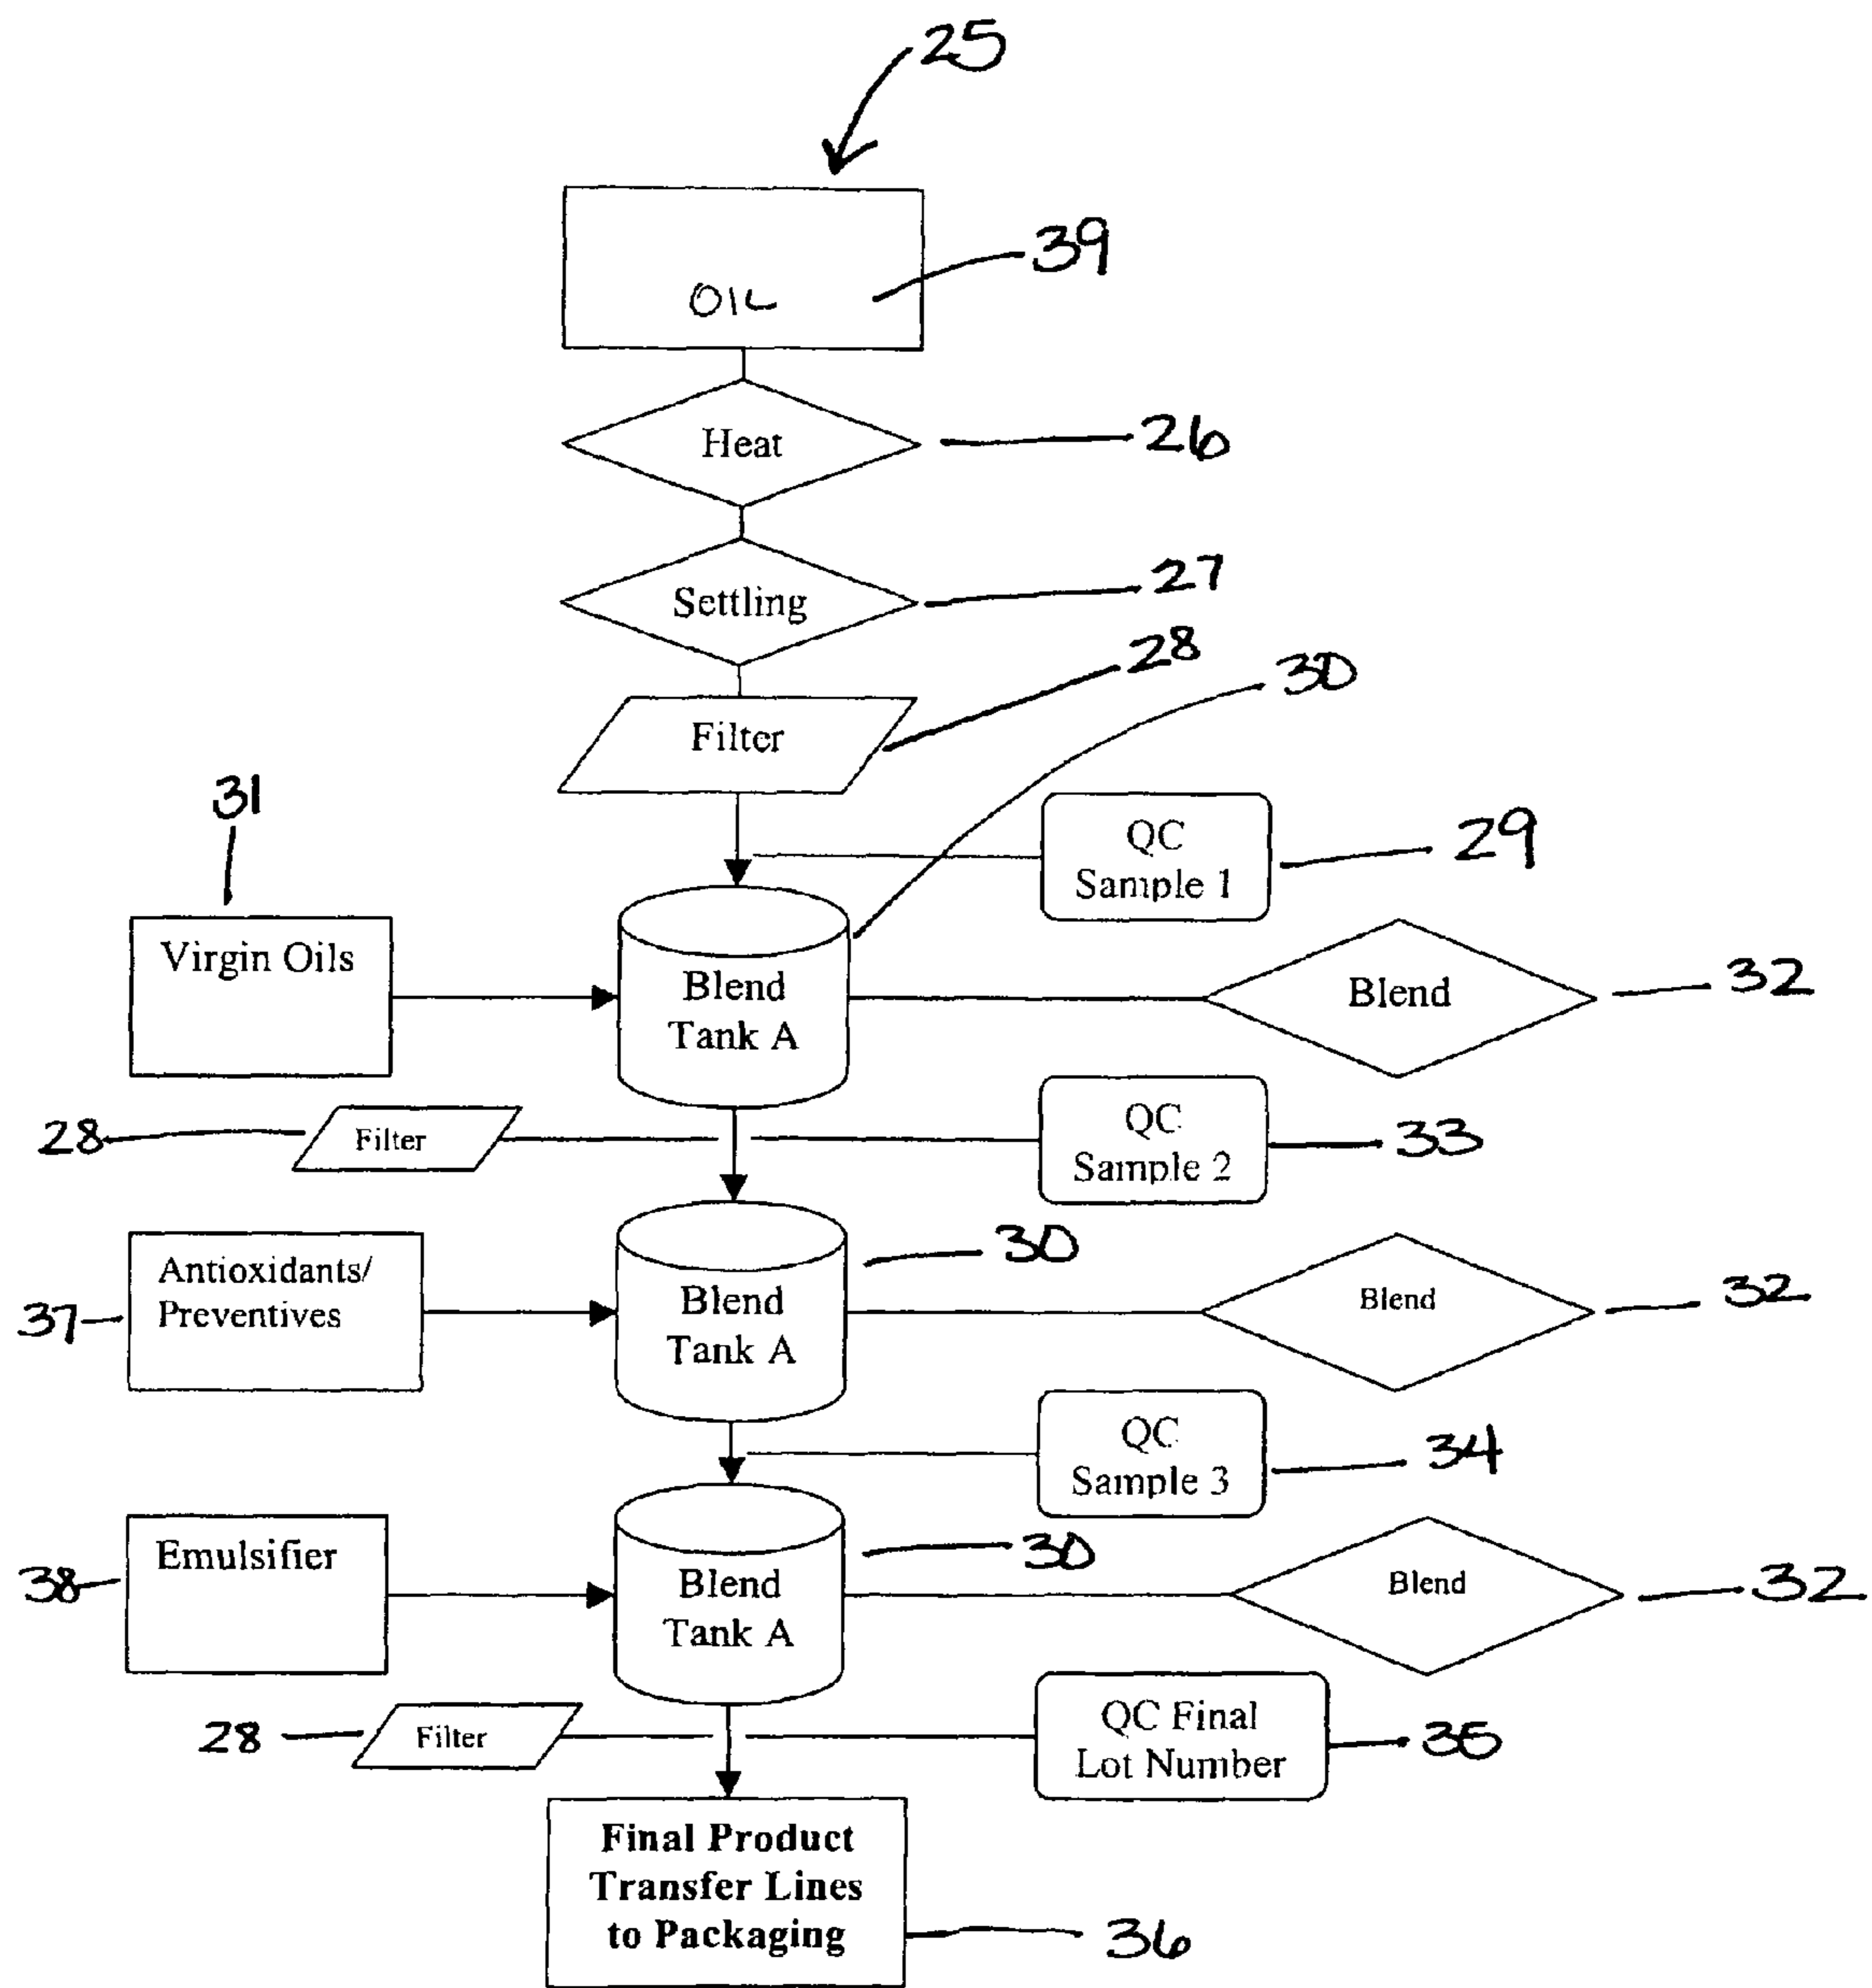 25
OIL
39
Heat
26
Settling
27
Filter
28
30
31
QC
Sample 1
29
Virgin Oils
Blend
Tank A
Blend
32
28
Filter
QC
Sample 2
33
Antioxidants/
Preventives
37
Blend
Tank A
30
Blend
32
QC
Sample 3
34
Emulsifier
38
Blend
Tank A
30
Blend
32
28
Filter
QC Final
Lot Number
35
Final Product
Transfer Lines
to Packaging
36